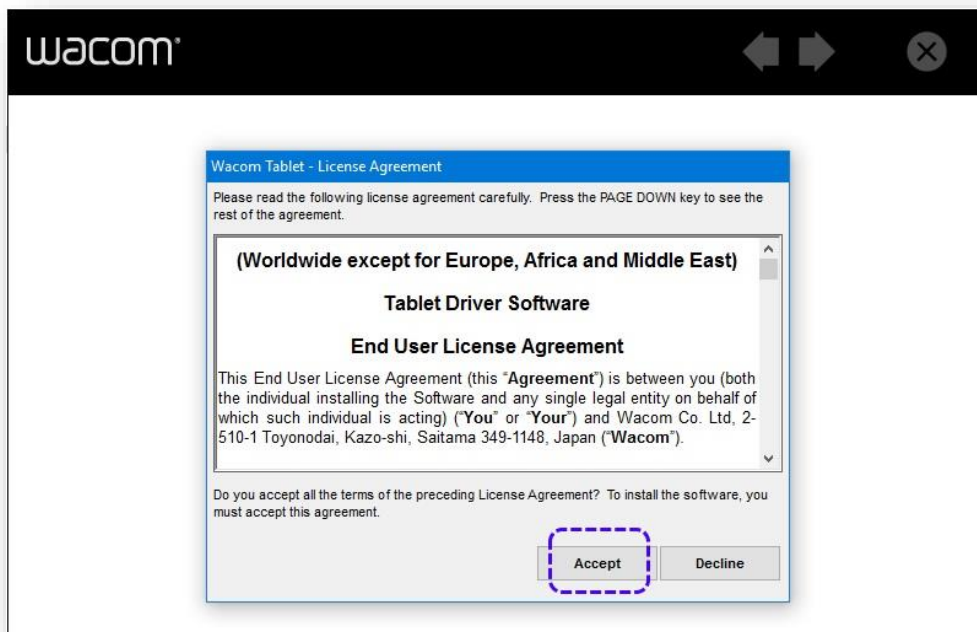 wacom
Wacom Tablet - License Agreement
Please read the following license agreement carefully. Press the PAGE DOWN key to see the
rest of the agreement.
(Worldwide except for Europe, Africa and Middle East)
Tablet Driver Software
End User License Agreement
This End User License Agreement (this “Agreement”) is between you (both
the individual installing the Software and any single legal entity on behalf of
which such individual is acting) (“You” or “Your”) and Wacom Co. Ltd, 2-
510-1 Toyonodai, Kazo-shi, Saitama 349-1148, Japan (“Wacom”).
Do you accept all the terms of the preceding License Agreement? To install the software, you
must accept this agreement.
Accept Decline